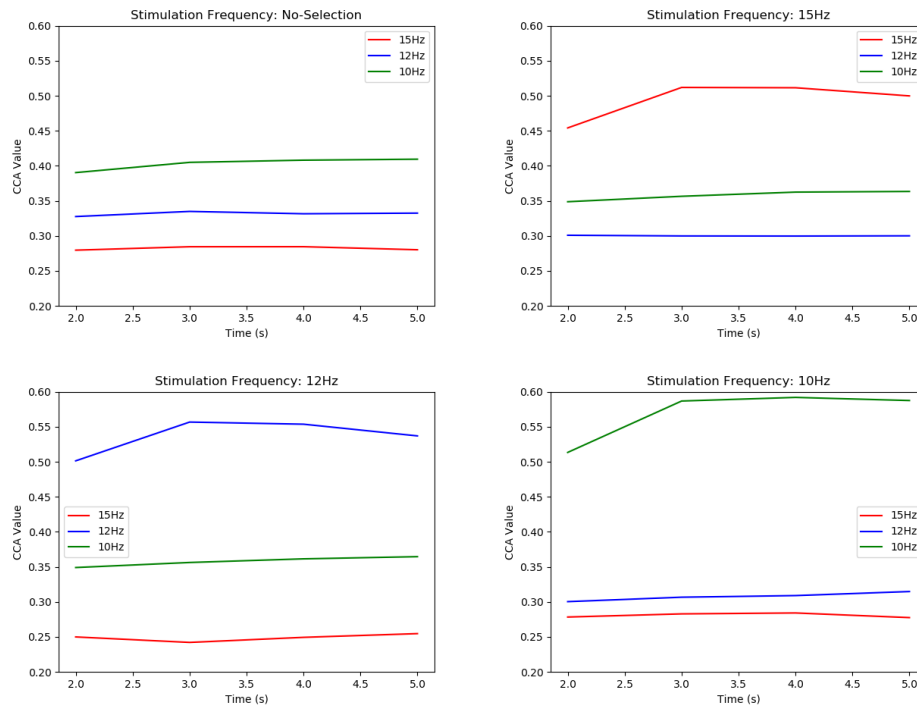 Stimulation Frequency: No-Selection
0.60
0.55
0.50
0.45
0.40
0.35
0.30
0.25
0.20
CCA Value
15Hz
12Hz
10Hz
2.0 2.5 3.0 3.5 4.0 4.5 5.0
Time (s)
Stimulation Frequency: 15Hz
0.60
0.55
0.50
0.45
0.40
0.35
0.30
0.25
0.20
CCA Value
15Hz
12Hz
10Hz
2.0 2.5 3.0 3.5 4.0 4.5 5.0
Time (s)
Stimulation Frequency: 12Hz
0.60
0.55
0.50
0.45
0.40
0.35
0.30
0.25
0.20
CCA Value
15Hz
12Hz
10Hz
2.0 2.5 3.0 3.5 4.0 4.5 5.0
Time (s)
Stimulation Frequency: 10Hz
0.60
0.55
0.50
0.45
0.40
0.35
0.30
0.25
0.20
CCA Value
15Hz
12Hz
10Hz
2.0 2.5 3.0 3.5 4.0 4.5 5.0
Time (s)